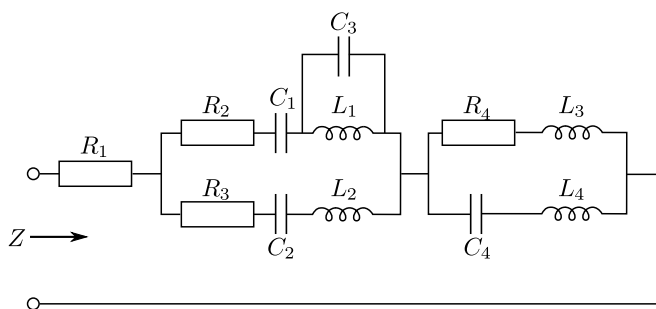 C₃
C₁
R₂
L₁
R₄
L₃
R₁
R₃
L₂
L₄
Z
C₂
C₄